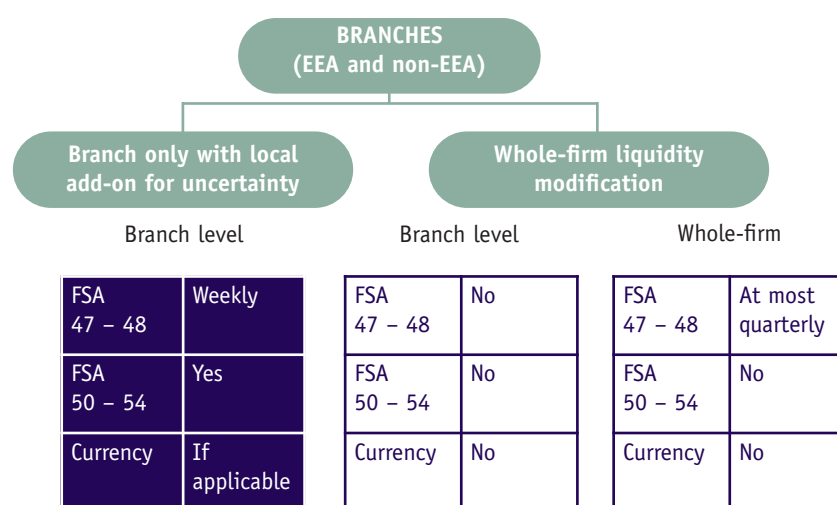 BRANCHES
(EEA and non-EEA)
Branch only with local
add-on for uncertainty
Whole-firm liquidity
modification
Branch level
Branch level
Whole-firm
FSA
47 – 48
Weekly
FSA
50 – 54
Yes
Currency
If
applicable
FSA
47 – 48
No
FSA
50 – 54
No
Currency
No
FSA
47 – 48
At most
quarterly
FSA
50 – 54
No
Currency
No